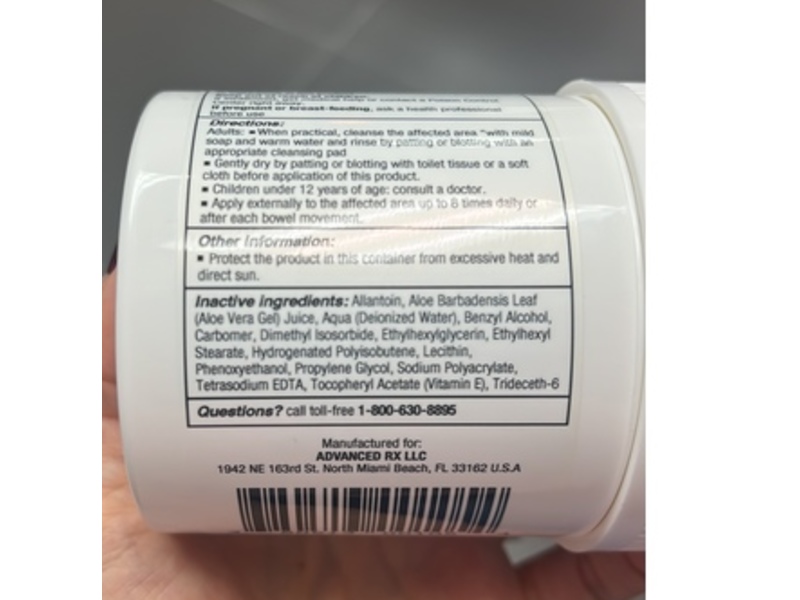 If pregnant or breast-feeding, ask a health professional
before use
Directions:
Adults: ▪ When practical, cleanse the affected area "with mild
soap and warm water and rinse by patting or blotting with an
appropriate cleansing pad
▪ Gently dry by patting or blotting with toilet tissue or a soft
cloth before application of this product.
▪ Children under 12 years of age: consult a doctor.
▪ Apply externally to the affected area up to 8 times daily or
after each bowel movement.
Other Information:
▪ Protect the product in this container from excessive heat and
direct sun.
Inactive ingredients: Allantoin, Aloe Barbadensis Leaf
(Aloe Vera Gel) Juice, Aqua (Deionized Water), Benzyl Alcohol,
Carbomer, Dimethyl Isosorbide, Ethylhexylglycerin, Ethylhexyl
Stearate, Hydrogenated Polyisobutene, Lecithin,
Phenoxyethanol, Propylene Glycol, Sodium Polyacrylate,
Tetrasodium EDTA, Tocopheryl Acetate (Vitamin E), Trideceth-6
Questions? call toll-free 1-800-630-8895
Manufactured for:
ADVANCED RX LLC
1942 NE 163rd St. North Miami Beach, FL 33162 U.S.A